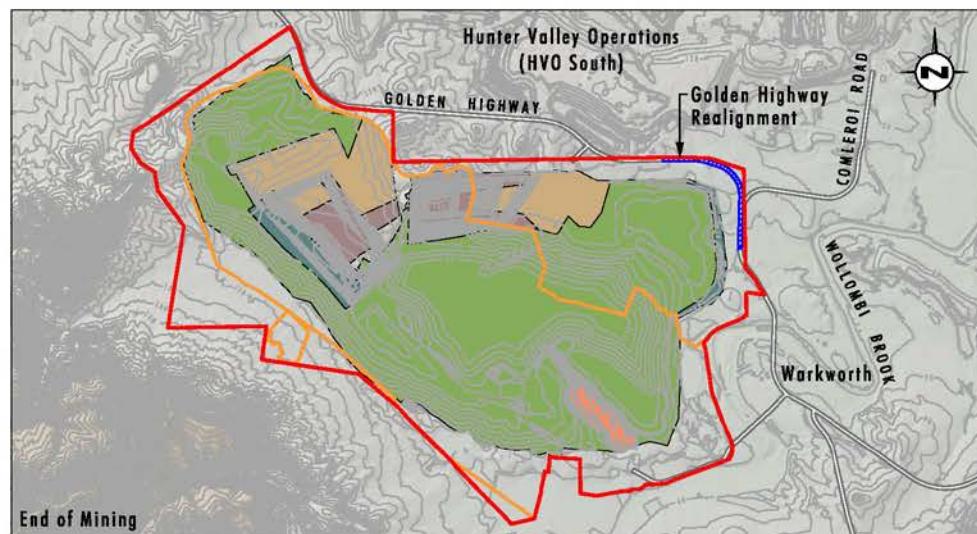 Hunter Valley Operations
(HVO South)
GOLDEN HIGHWAY
Golden Highway
Realignment
N
COMLEROI ROAD
WOLLOMBI BROOK
Warkworth
End of Mining